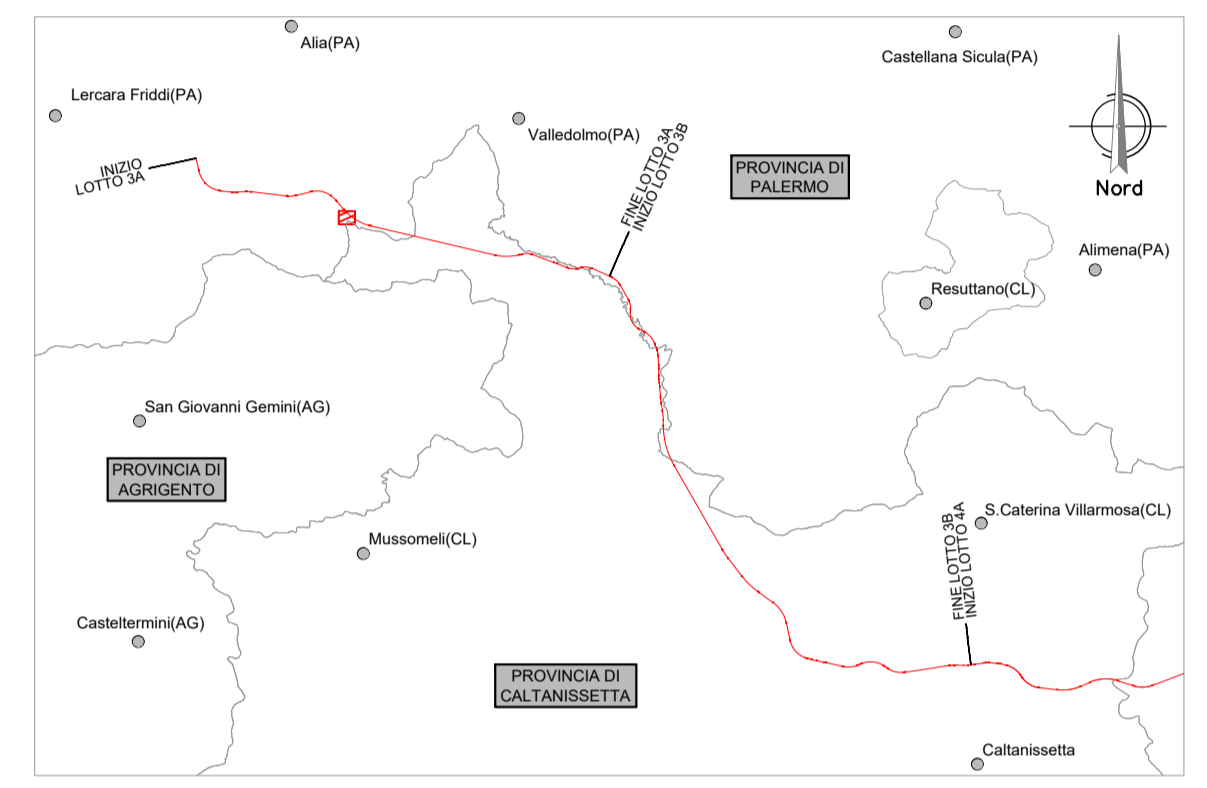 Alia(PA)
Castellana Sicula(PA)
Lercara Friddi(PA)
Valledolmo(PA)
INIZIO
LOTTO 3A
FINE LOTTO 3A
INIZIO LOTTO 3B
PROVINCIA DI
PALERMO
Nord
Alimena(PA)
Resuttano(CL)
San Giovanni Gemini(AG)
PROVINCIA DI
AGRIGENTO
S.Caterina Villarmosa(CL)
FINE LOTTO 3B
INIZIO LOTTO 4A
Mussomeli(CL)
Casteltermini(AG)
PROVINCIA DI
CALTANISSETTA
Caltanissetta